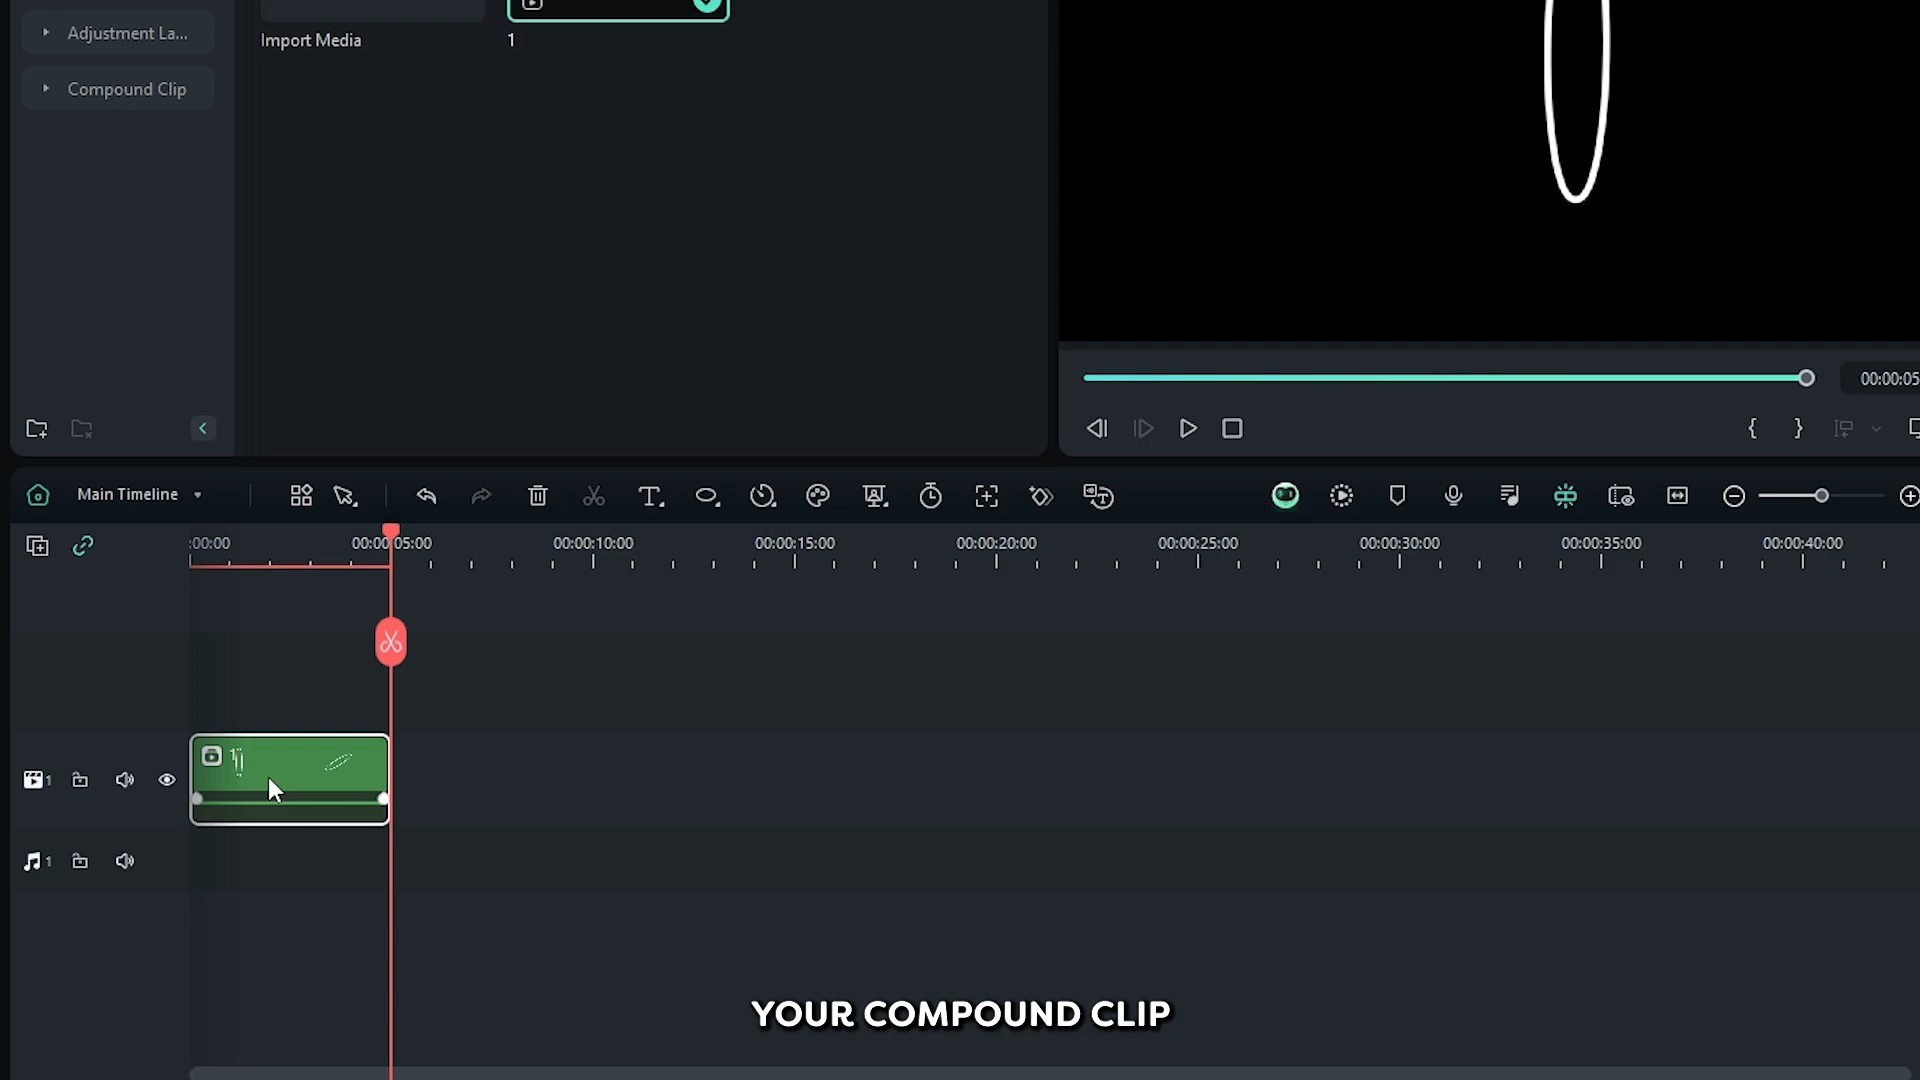 Adjustment La...
Import Media
1
Compound Clip
00:00:05
Main Timeline
:00:00
00:00:05:00
00:00:10:00
00:00:15:00
00:00:20:00
00:00:25:00
00:00:30:00
00:00:35:00
00:00:40:00
1
1
1
YOUR COMPOUND CLIP